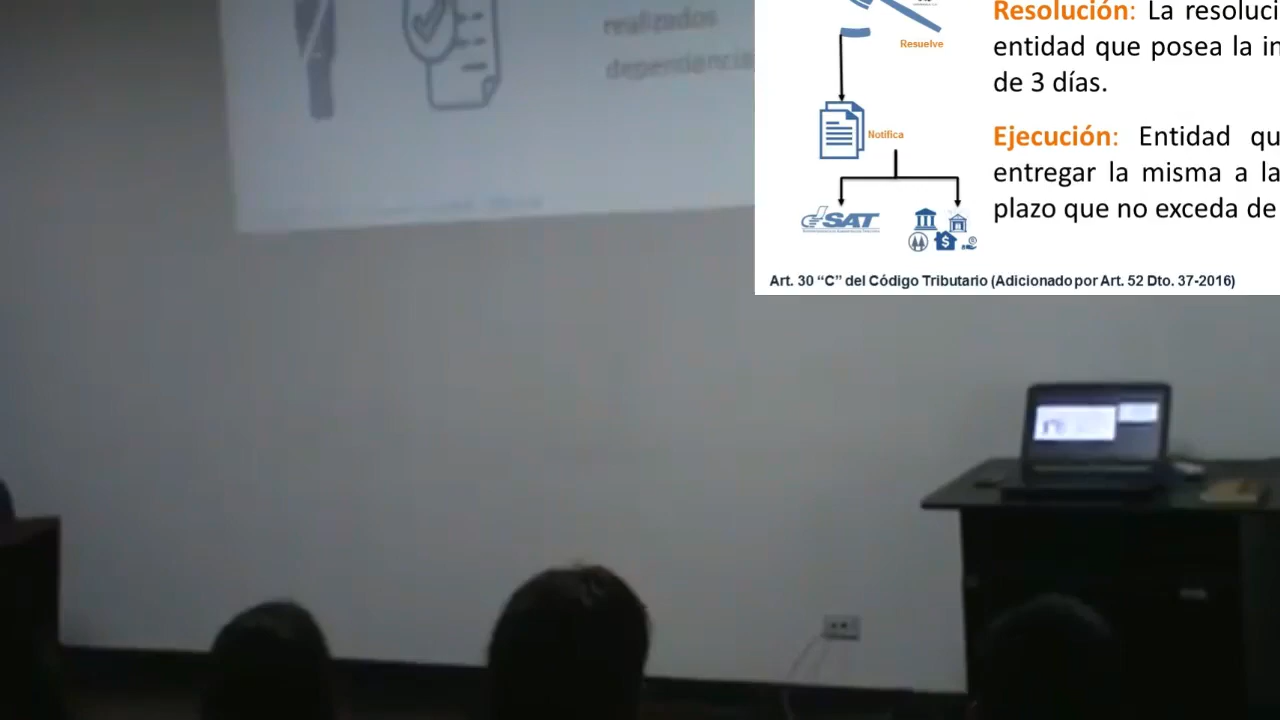 realizados
dependencia
Resuelve
Notifica
SAT
Resolución: La resoluci
entidad que posea la in
de 3 días.
Ejecución: Entidad qu
entregar la misma a la
plazo que no exceda de
Art. 30 “C” del Código Tributario (Adicionado por Art. 52 Dto. 37-2016)